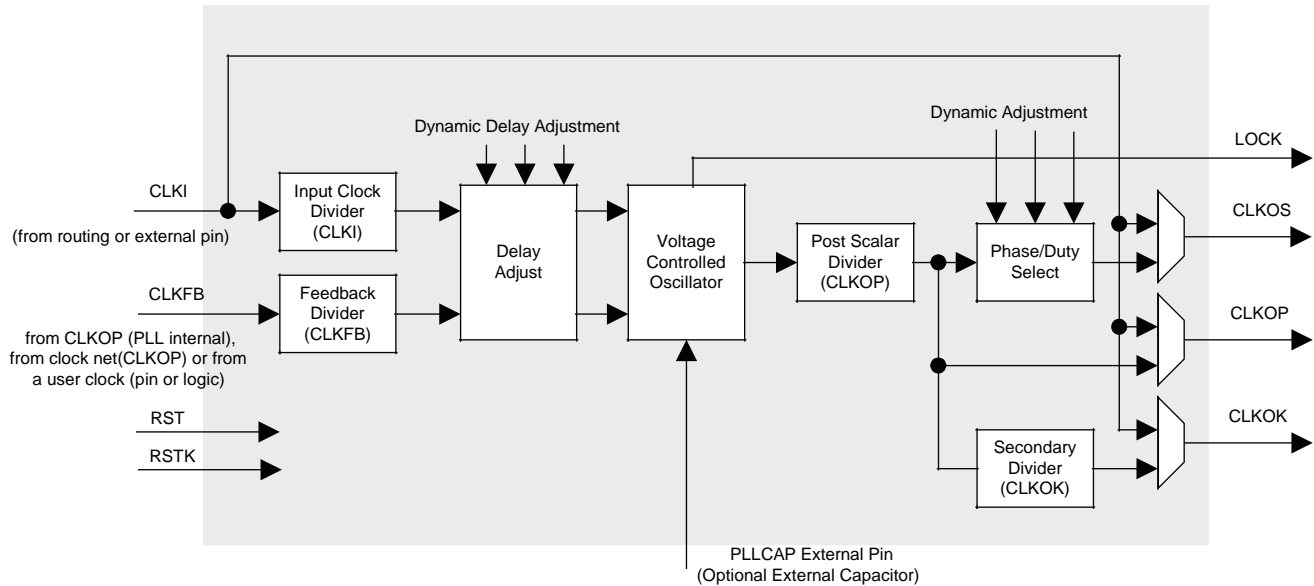 Dynamic Delay Adjustment
Dynamic Adjustment
LOCK
CLKI
(from routing or external pin)
Input Clock
Divider
(CLKI)
Delay
Adjust
Voltage
Controlled
Oscillator
Post Scalar
Divider
(CLKOP)
Phase/Duty
Select
CLKOS
CLKFB
from CLKOP (PLL internal),
from clock net(CLKOP) or from
a user clock (pin or logic)
Feedback
Divider
(CLKFB)
CLKOP
RST
RSTK
Secondary
Divider
(CLKOK)
CLKOK
PLLCAP External Pin
(Optional External Capacitor)